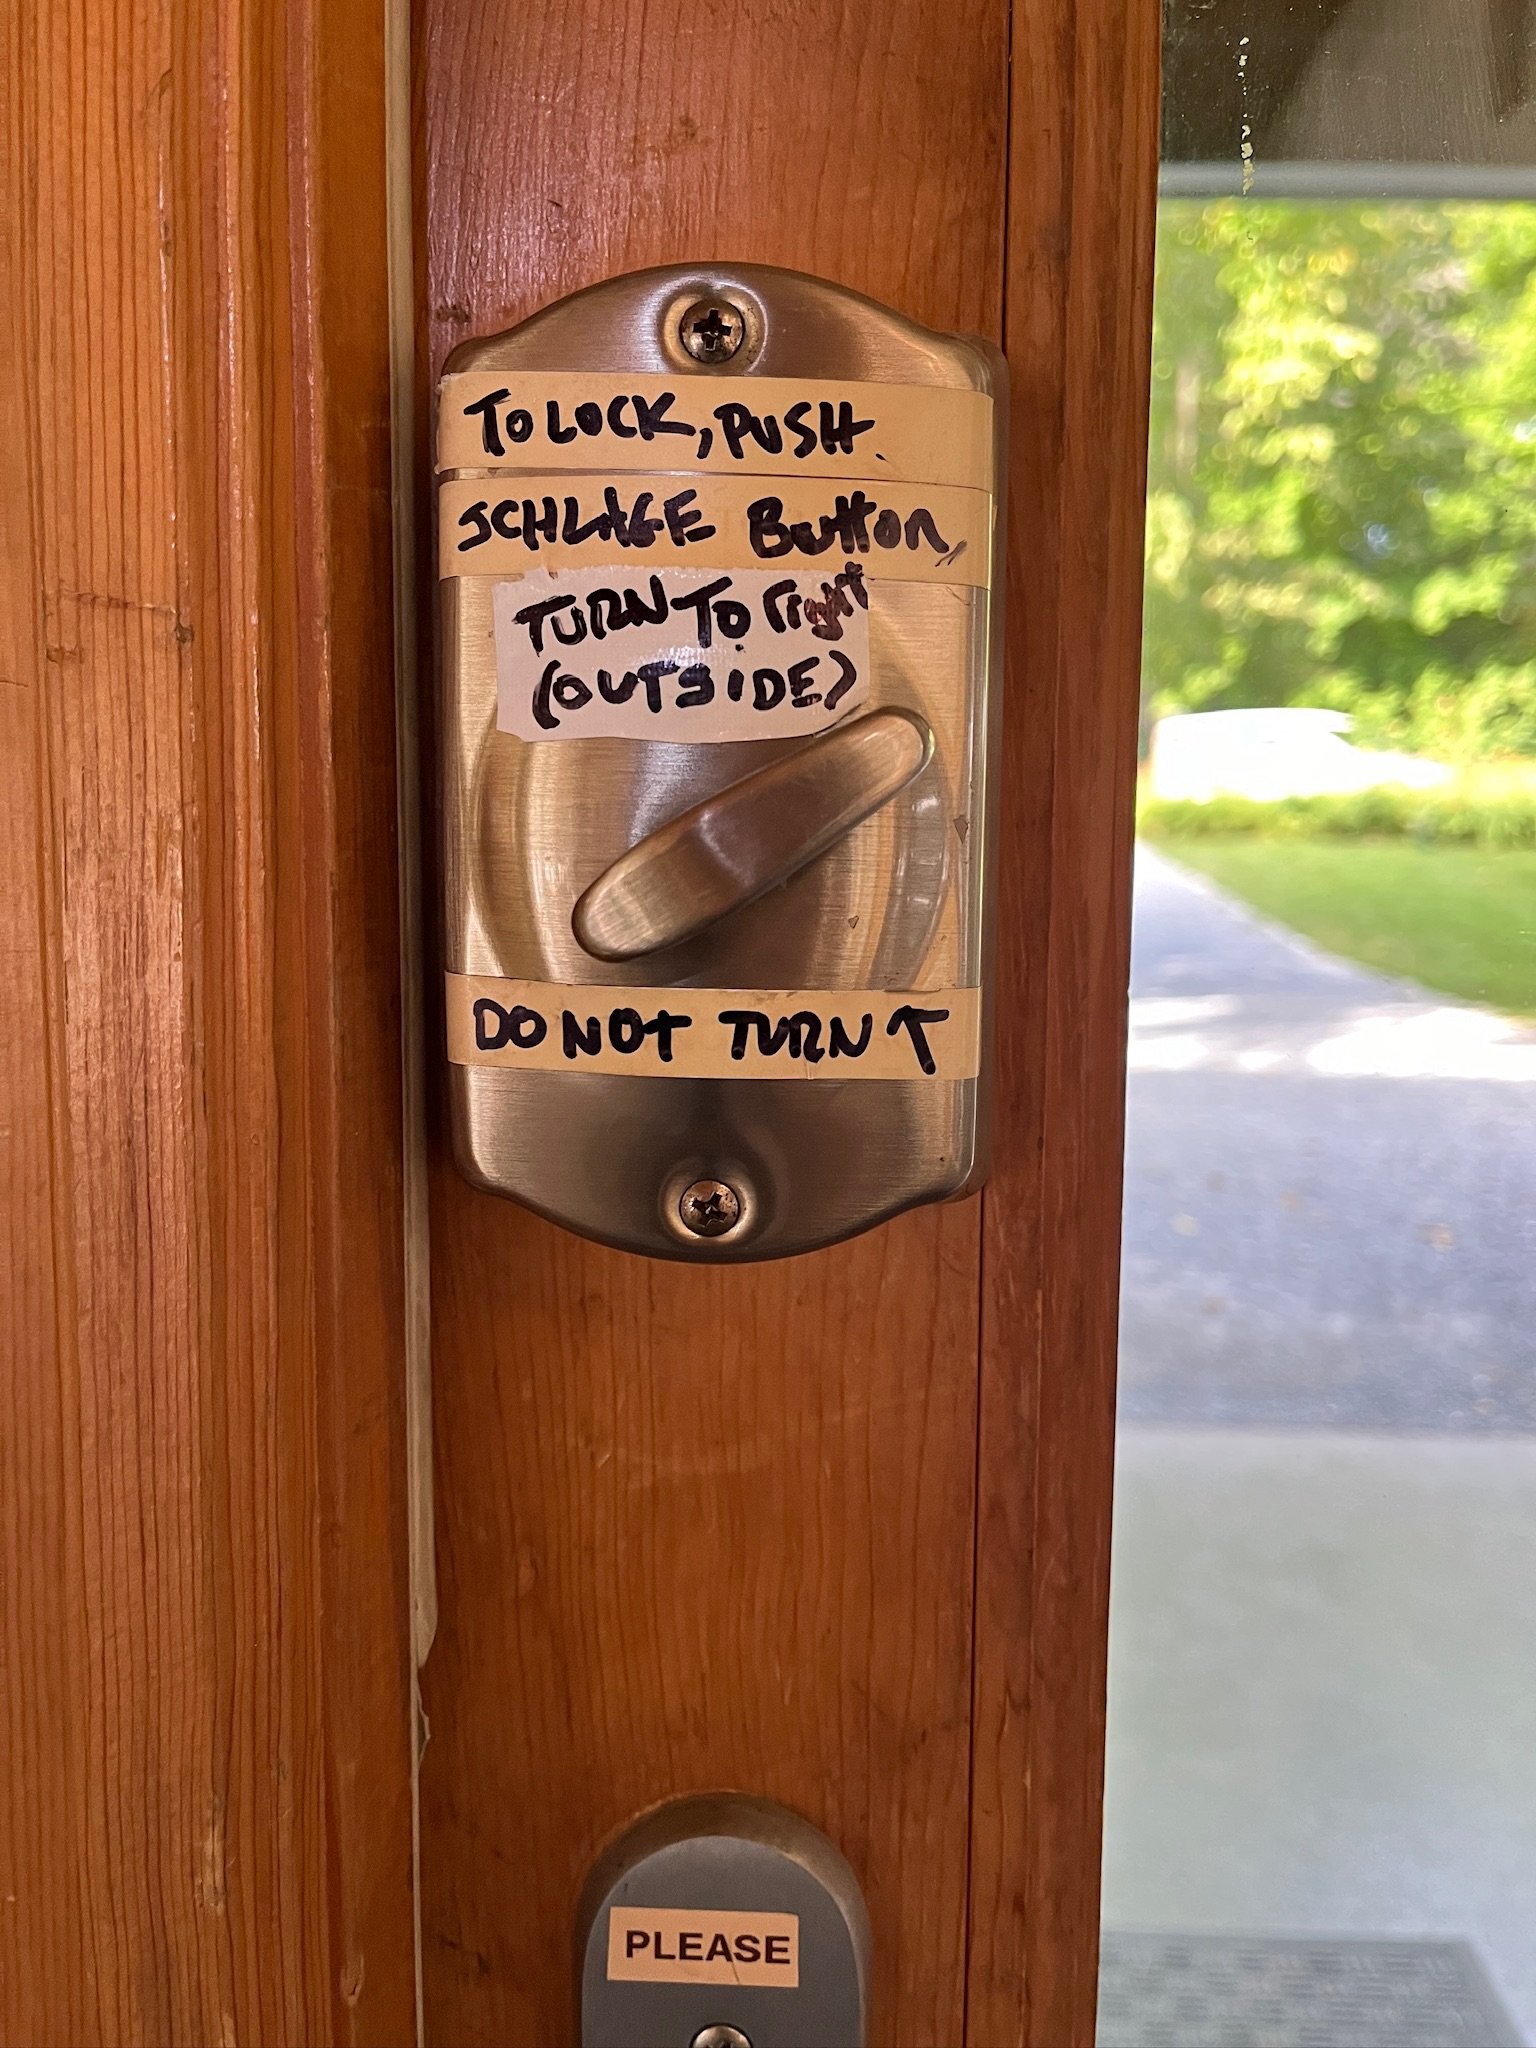 TO LOCK, PUSH.
SCHLAGE Button,
TURN TO right
(OUTSIDE)
DO NOT TURN ↑
PLEASE